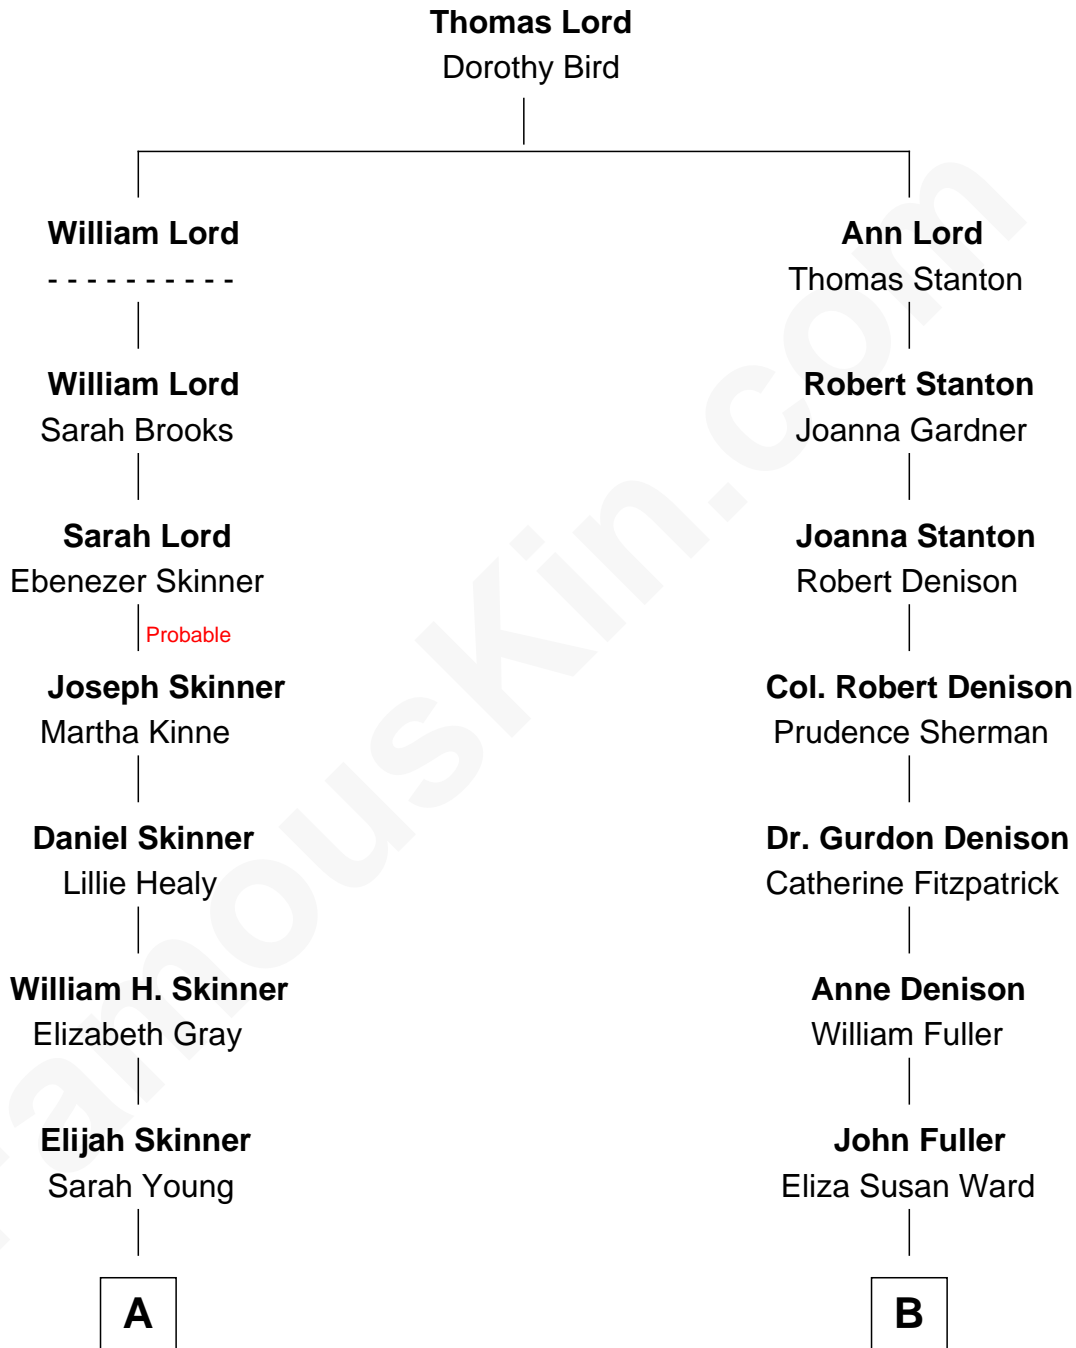 Thomas Lord
Dorothy Bird
William Lord
- - - - - - - - - -
William Lord
Sarah Brooks
Sarah Lord
Ebenezer Skinner
Probable
Joseph Skinner
Martha Kinne
Daniel Skinner
Lillie Healy
William H. Skinner
Elizabeth Gray
Elijah Skinner
Sarah Young
A
Ann Lord
Thomas Stanton
Robert Stanton
Joanna Gardner
Joanna Stanton
Robert Denison
Col. Robert Denison
Prudence Sherman
Dr. Gurdon Denison
Catherine Fitzpatrick
Anne Denison
William Fuller
John Fuller
Eliza Susan Ward
B
FamousKin.com